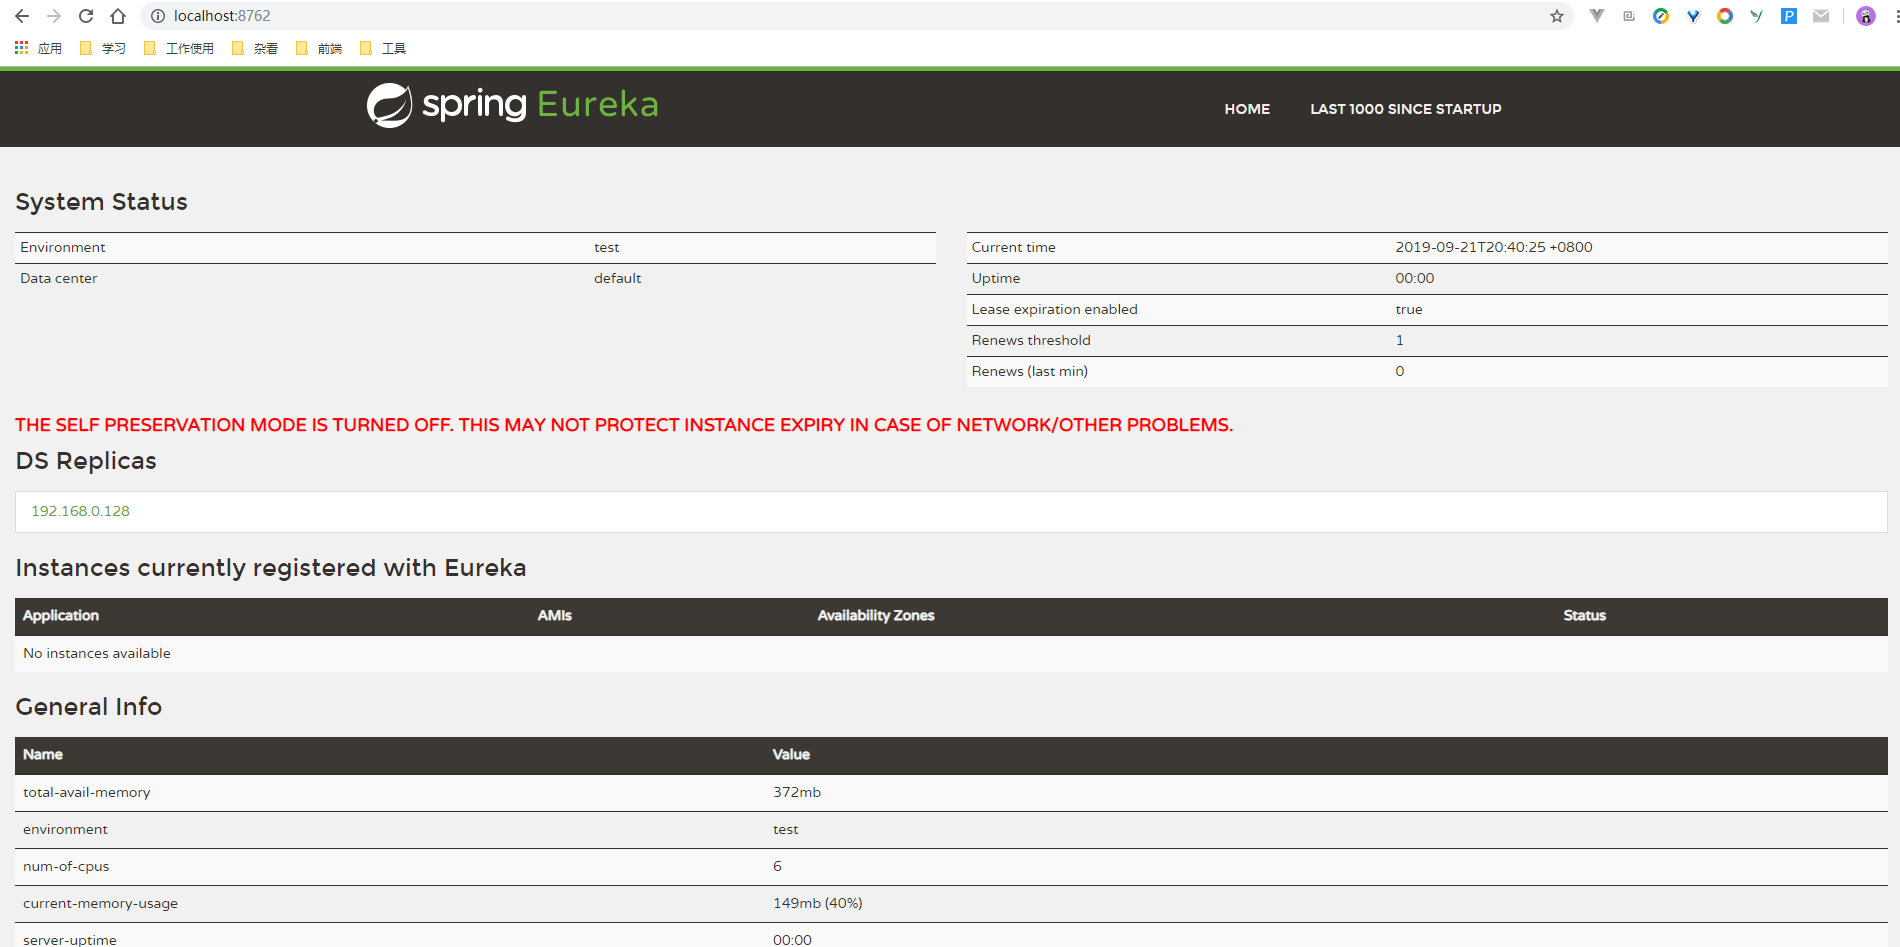 localhost:8762
应用 学习 工作使用 杂看 前端 工具
spring Eureka
HOME LAST 1000 SINCE STARTUP
System Status
Environment test
Data center default
Current time 2019-09-21T20:40:25 +0800
Uptime 00:00
Lease expiration enabled true
Renews threshold 1
Renews (last min) 0
THE SELF PRESERVATION MODE IS TURNED OFF. THIS MAY NOT PROTECT INSTANCE EXPIRY IN CASE OF NETWORK/OTHER PROBLEMS.
DS Replicas
192.168.0.128
Instances currently registered with Eureka
Application AMIs Availability Zones Status
No instances available
General Info
Name Value
total-avail-memory 372mb
environment test
num-of-cpus 6
current-memory-usage 149mb (40%)
server-uptime 00:00